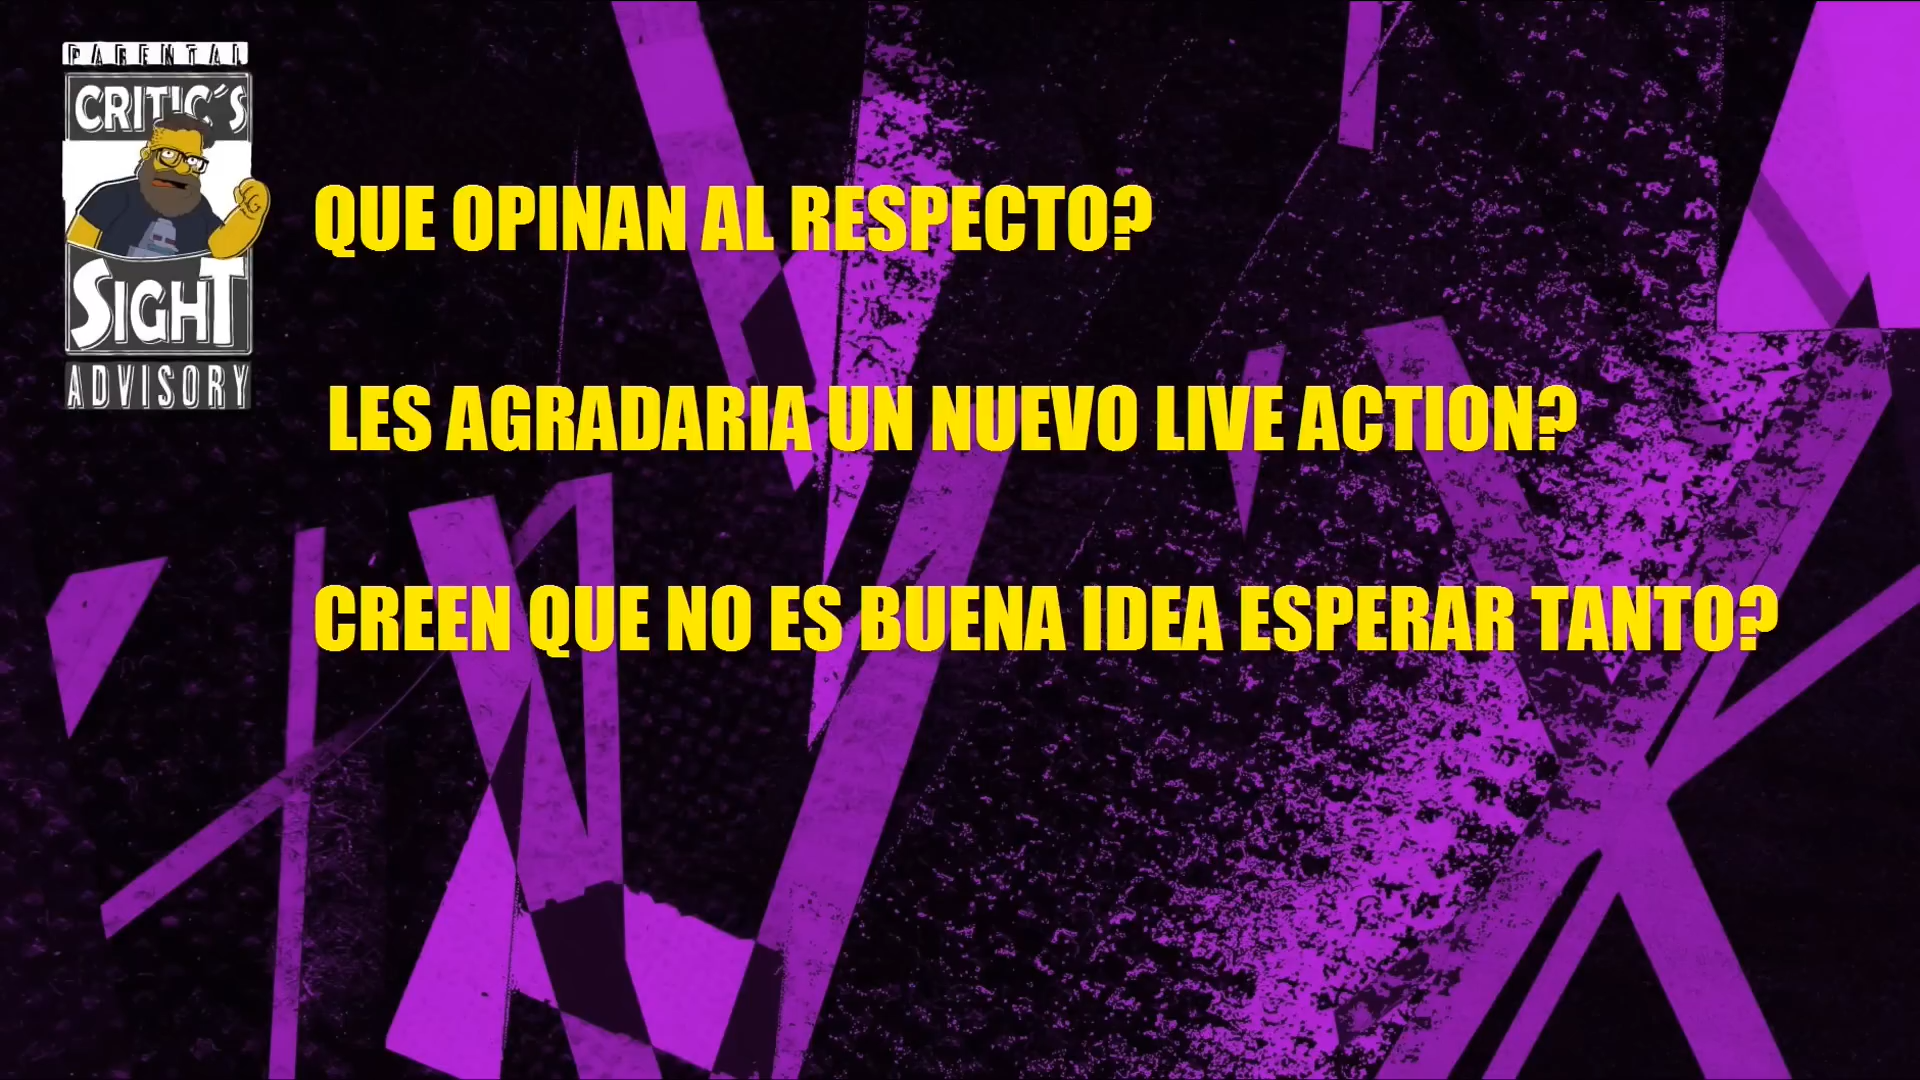 PARENTAL
CRITIC´S
SIGHT
ADVISORY
QUE OPINAN AL RESPECTO?
LES AGRADARIA UN NUEVO LIVE ACTION?
CREEN QUE NO ES BUENA IDEA ESPERAR TANTO?